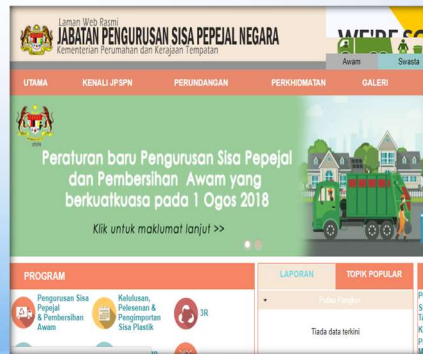 Laman Web Rasmi
JABATAN PENGURUSAN SISA PEPEJAL NEGARA
Kementerian Perumahan dan Kerajaan Tempatan
Awam
Swasta
UTAMA
KENALI JPSPN
PERUNDANGAN
PERKHIDMATAN
GALERI
Peraturan baru Pengurusan Sisa Pepejal
dan Pembersihan Awam yang
berkuatkuasa pada 1 Ogos 2018
Klik untuk maklumat lanjut >>
PROGRAM
Pengurusan Sisa
Pepejal
& Pembersihan
Awam
Kelulusan,
Pelesenan &
Pengimportan
Sisa Plastik
3R
LAPORAN
TOPIK POPULAR
Pulau Pangkor
Tiada data terkini